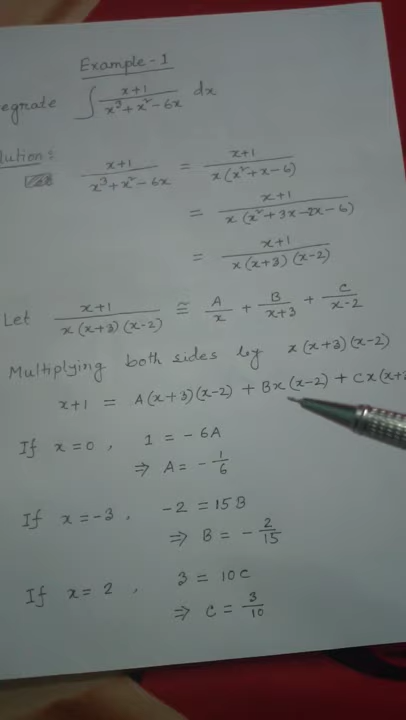 Example-1
egrate ∫ x+1 / x³+x²-6x dx
lution:
x+1 / x³+x²-6x = x+1 / x(x²+x-6)
= x+1 / x(x²+3x-2x-6)
= x+1 / x(x+3)(x-2)
Let x+1 / x(x+3)(x-2) ≅ A/x + B/x+3 + C/x-2
Multiplying both sides by x(x+3)(x-2)
x+1 = A(x+3)(x-2) + Bx(x-2) + Cx(x+
If x=0, 1 = -6A
⇒ A = -1/6
If x=-3, -2 = 15B
⇒ B = -2/15
If x=2, 3 = 10C
⇒ C = 3/10